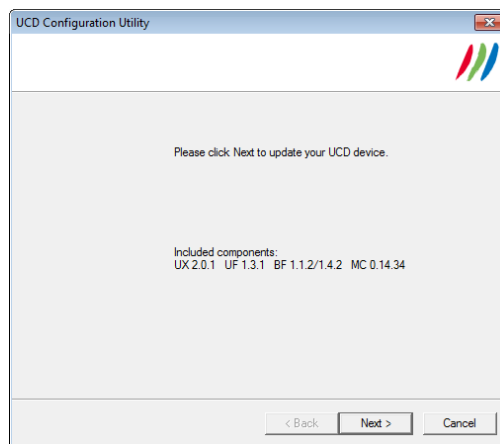 UCD Configuration Utility
Please click Next to update your UCD device.
Included components:
UX 2.0.1 UF 1.3.1 BF 1.1.2/1.4.2 MC 0.14.34
< Back Next > Cancel